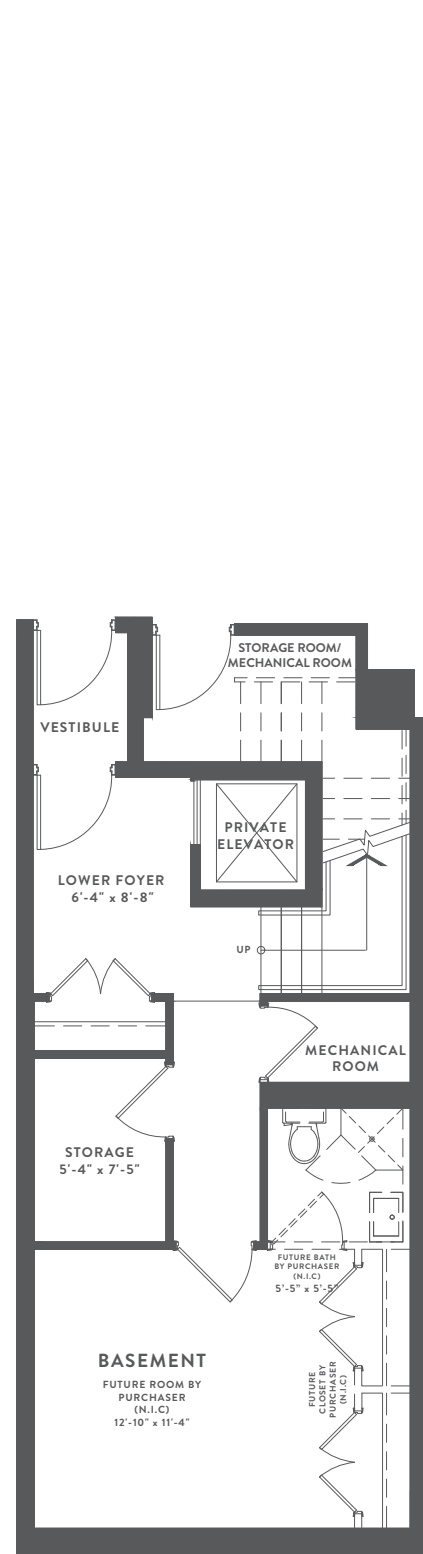 STORAGE ROOM/
MECHANICAL ROOM
VESTIBULE
PRIVATE
ELEVATOR
LOWER FOYER
6'-4" x 8'-8"
UP
MECHANICAL
ROOM
STORAGE
5'-4" x 7'-5"
FUTURE BATH
BY PURCHASER
(N.I.C)
5'-5" x 5'-5"
BASEMENT
FUTURE ROOM BY
PURCHASER
(N.I.C)
12'-10" x 11'-4"
FUTURE
CLOSET BY
PURCHASER
(N.I.C)